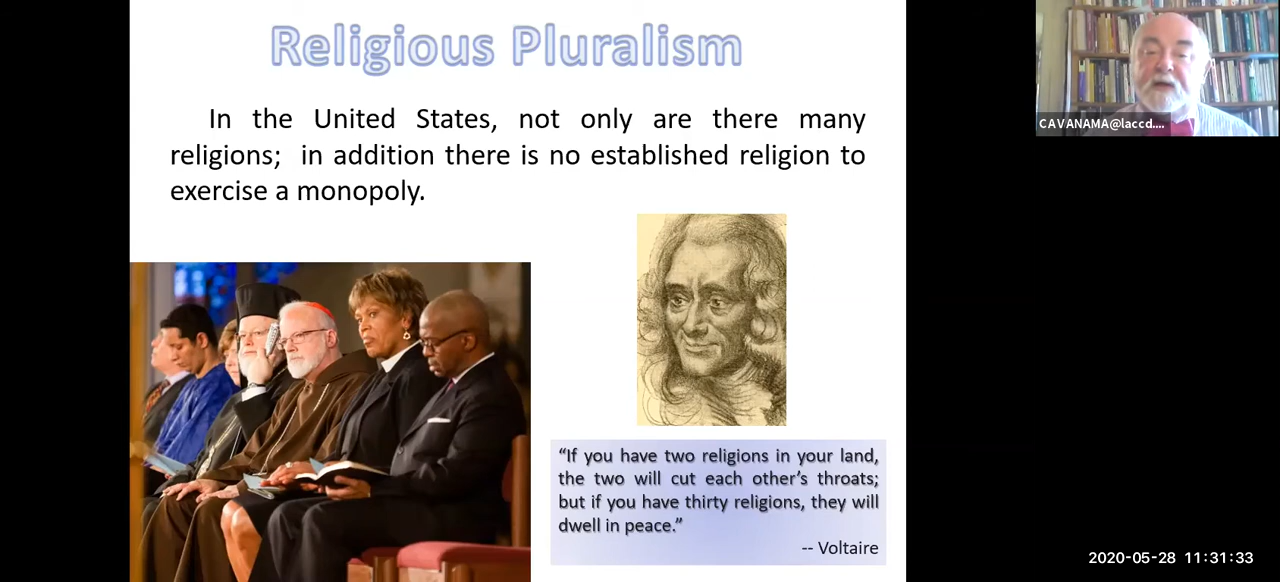 Religious Pluralism
In the United States, not only are there many
religions; in addition there is no established religion to
exercise a monopoly.
CAVANAMA@laccd....
“If you have two religions in your land,
the two will cut each other’s throats;
but if you have thirty religions, they will
dwell in peace.”
-- Voltaire
2020-05-28 11:31:33